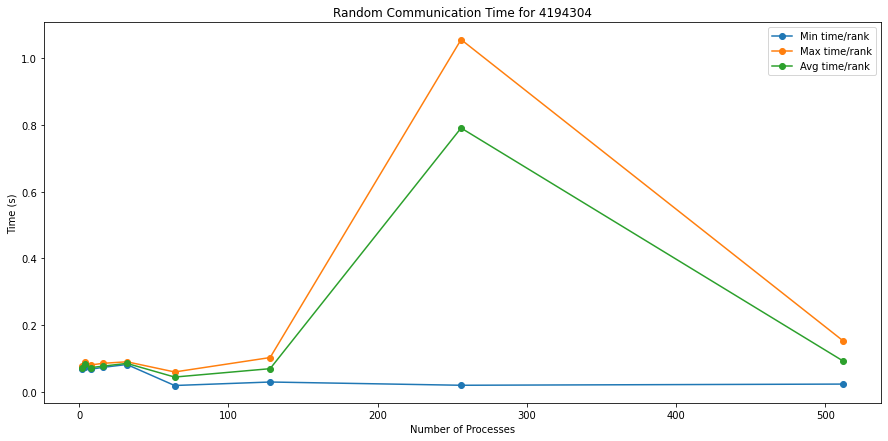 Random Communication Time for 4194304
Min time/rank
Max time/rank
Avg time/rank
1.0
0.8
0.6
0.4
0.2
0.0
Time (s)
0
100
200
300
400
500
Number of Processes